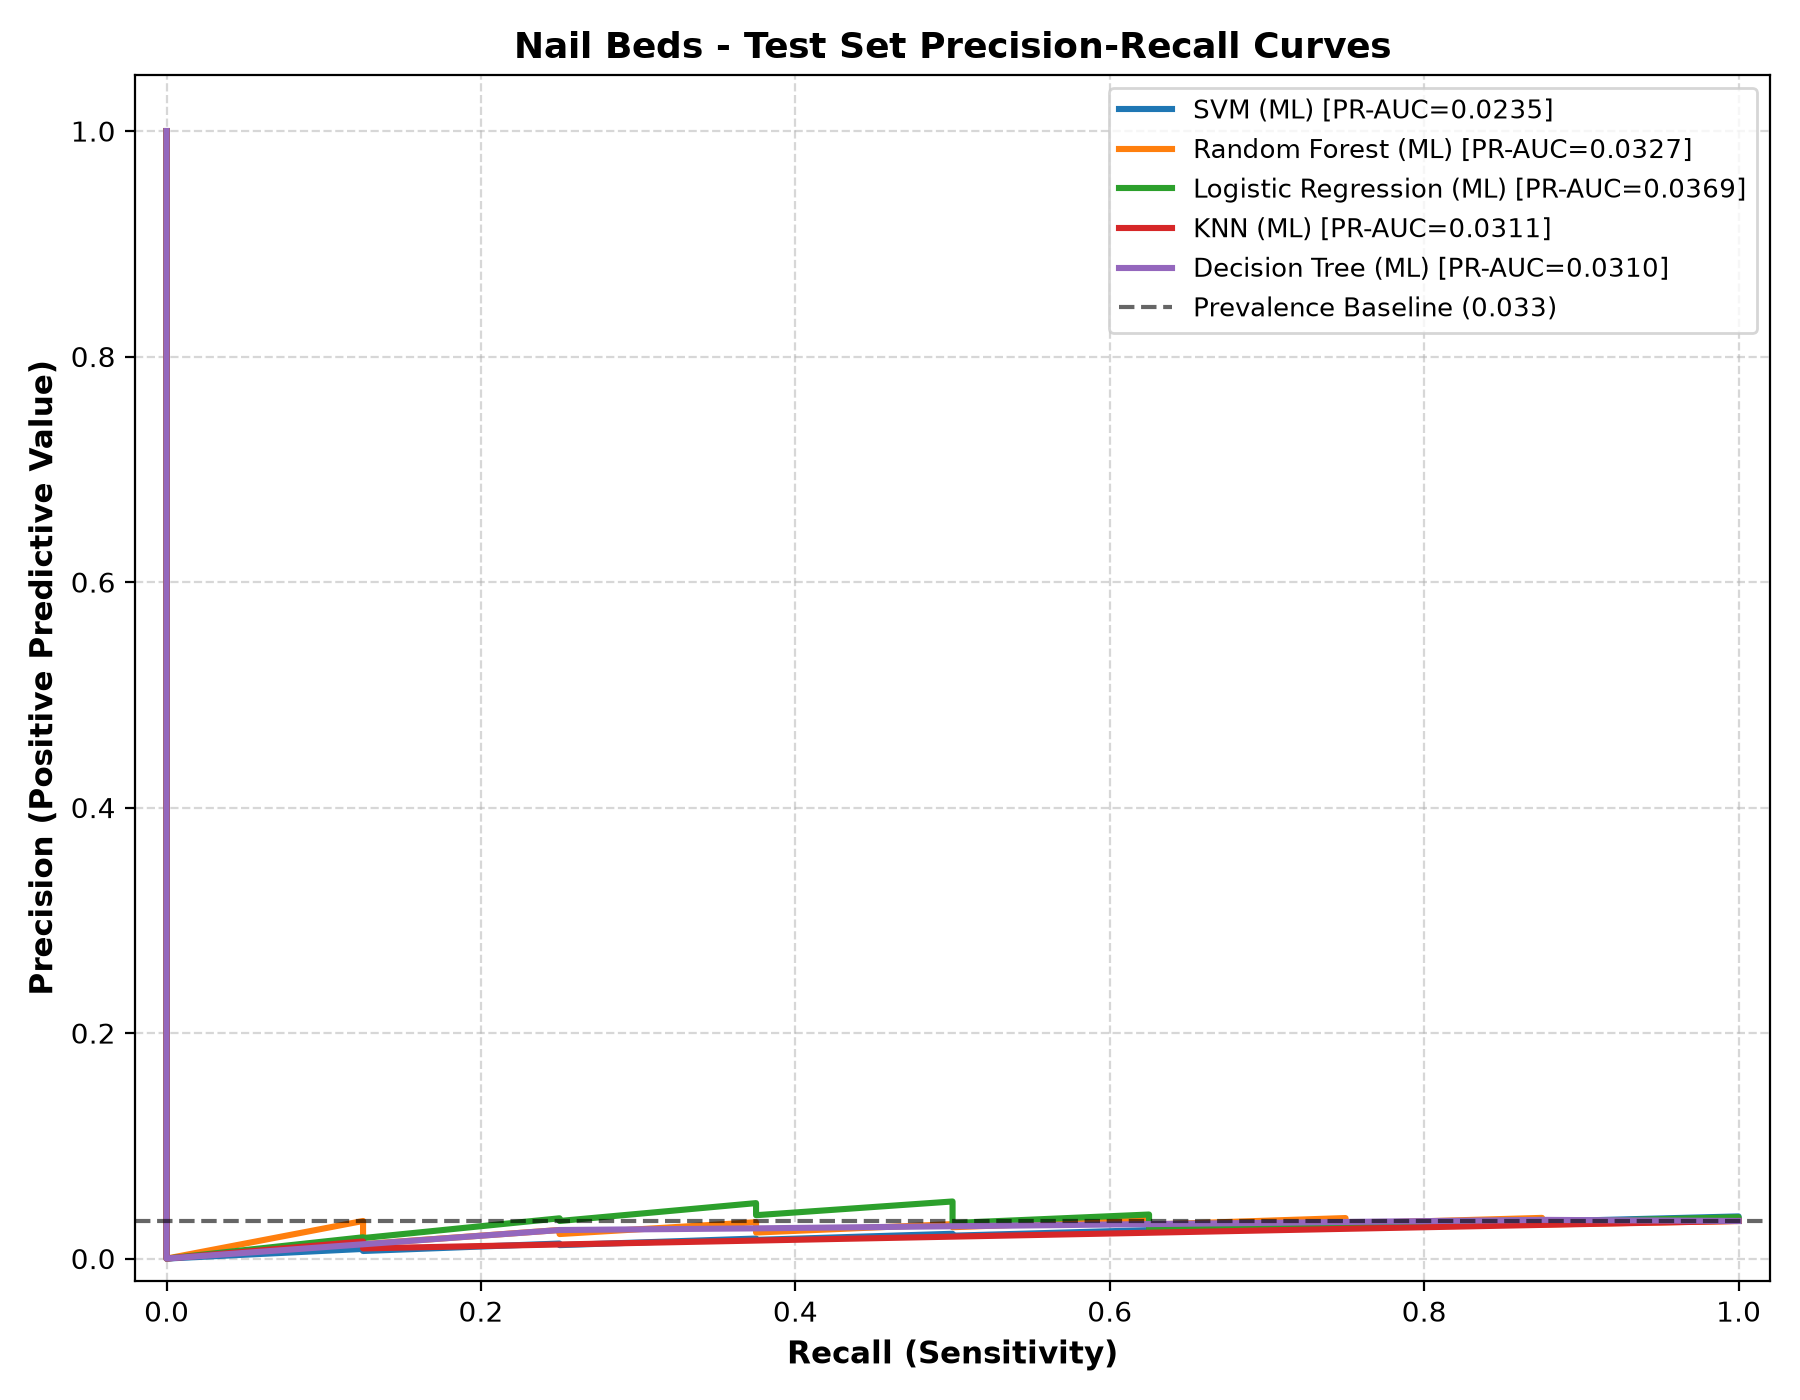 Nail Beds - Test Set Precision-Recall Curves
SVM (ML) [PR-AUC=0.0235]
Random Forest (ML) [PR-AUC=0.0327]
Logistic Regression (ML) [PR-AUC=0.0369]
KNN (ML) [PR-AUC=0.0311]
Decision Tree (ML) [PR-AUC=0.0310]
Prevalence Baseline (0.033)
Precision (Positive Predictive Value)
1.0
0.8
0.6
0.4
0.2
0.0
0.0 0.2 0.4 0.6 0.8 1.0
Recall (Sensitivity)